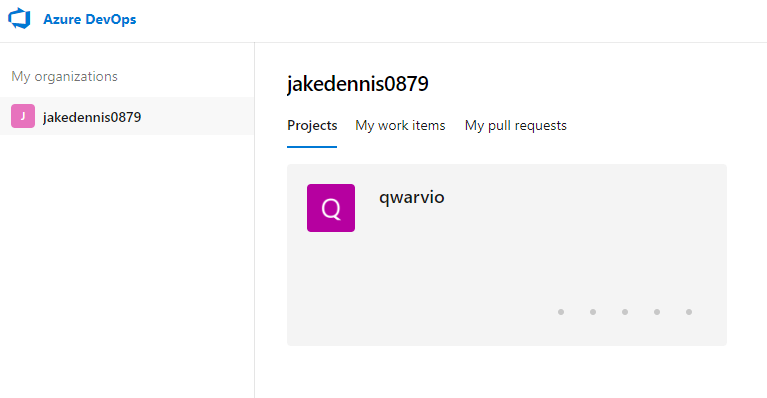 Azure DevOps
My organizations
J jakedennis0879
jakedennis0879
Projects My work items My pull requests
Q qwarvio